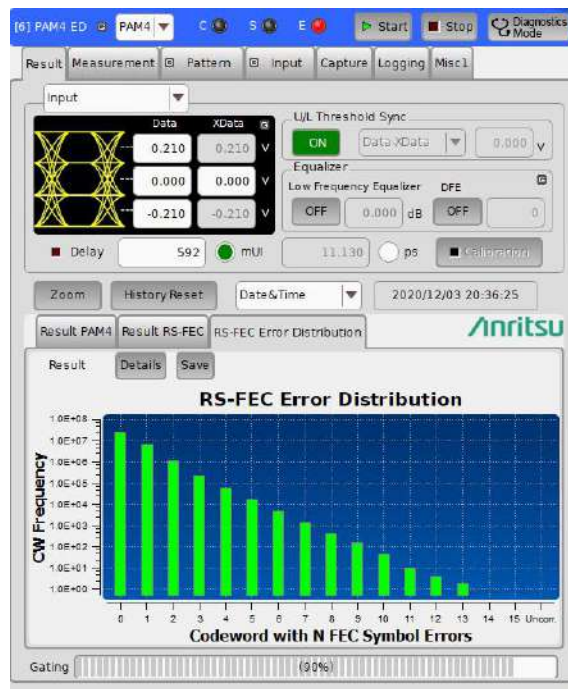 [6] PAM4 ED PAM4 C S E Start Stop Diagnostics Mode
Result Measurement Pattern Input Capture Logging Misc1
Input
Data XData
0.210 0.210 V
0.000 0.000 V
-0.210 -0.210 V
U/L Threshold Sync
ON Data-XData 0.000 V
Equalizer
Low Frequency Equalizer DFE
OFF 0.000 dB OFF 0
Delay 592 mUI 11.130 ps Calibration
Zoom History Reset Date&Time 2020/12/03 20:36:25
Result PAM4 Result RS-FEC RS-FEC Error Distribution
Anritsu
Result Details Save
RS-FEC Error Distribution
CW Frequency
1.0E+08
1.0E+07
1.0E+06
1.0E+05
1.0E+04
1.0E+03
1.0E+02
1.0E+01
1.0E+00
0 1 2 3 4 5 6 7 8 9 10 11 12 13 14 15 Uncorr.
Codeword with N FEC Symbol Errors
Gating (90%)